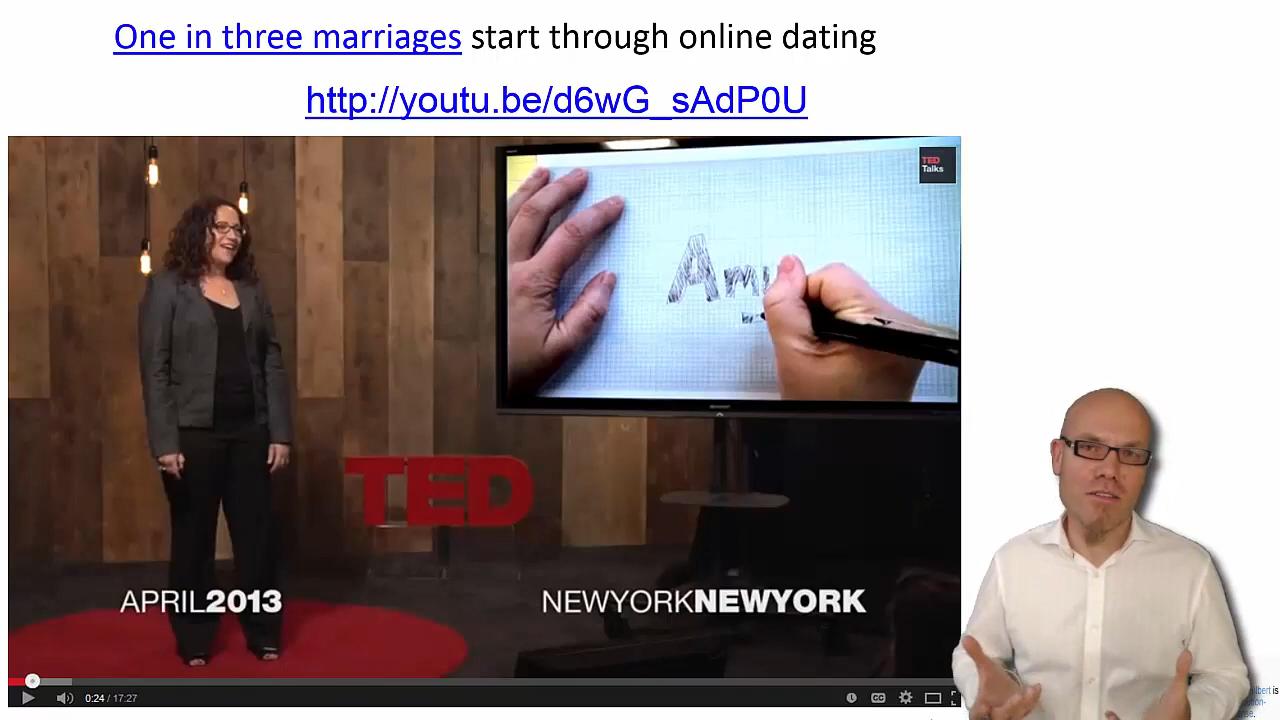 One in three marriages start through online dating
http://youtu.be/d6wG_sAdP0U
TED
Talks
TED
APRIL2013
NEWYORKNEWYORK
0:24 / 17:27
CC